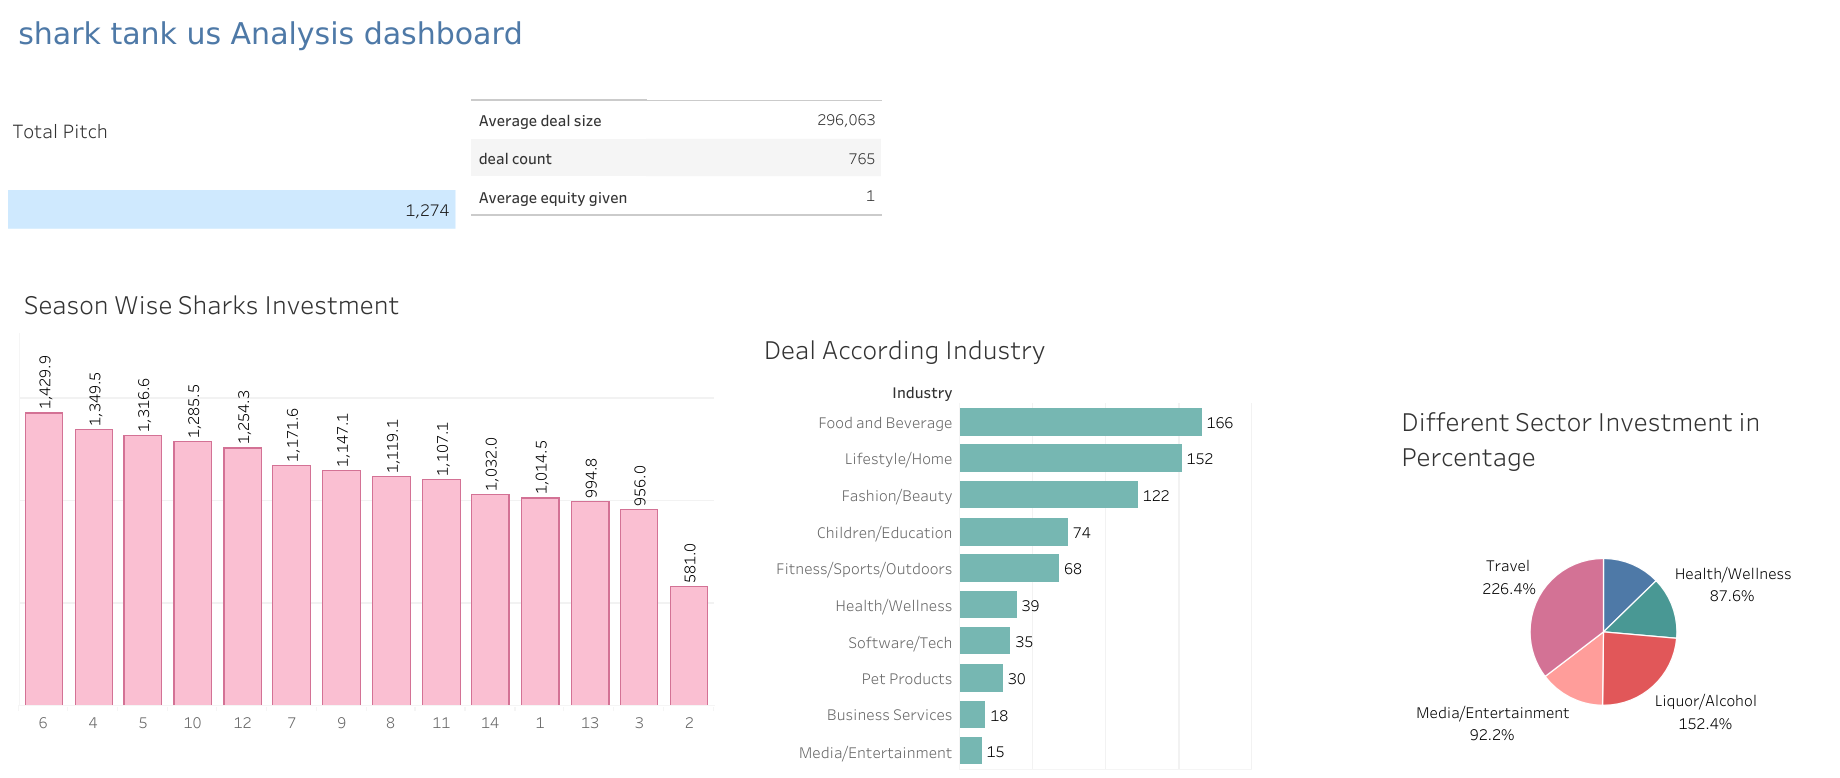 shark tank us Analysis dashboard
Total Pitch
1,274
Average deal size 296,063
deal count 765
Average equity given 1
Season Wise Sharks Investment
1,429.9 1,349.5 1,316.6 1,285.5 1,254.3 1,171.6 1,147.1 1,119.1 1,107.1 1,032.0 1,014.5 994.8 956.0 581.0
6 4 5 10 12 7 9 8 11 14 1 13 3 2
Deal According Industry
Industry
Food and Beverage 166
Lifestyle/Home 152
Fashion/Beauty 122
Children/Education 74
Fitness/Sports/Outdoors 68
Health/Wellness 39
Software/Tech 35
Pet Products 30
Business Services 18
Media/Entertainment 15
Different Sector Investment in
Percentage
Travel
226.4%
Health/Wellness
87.6%
Liquor/Alcohol
152.4%
Media/Entertainment
92.2%